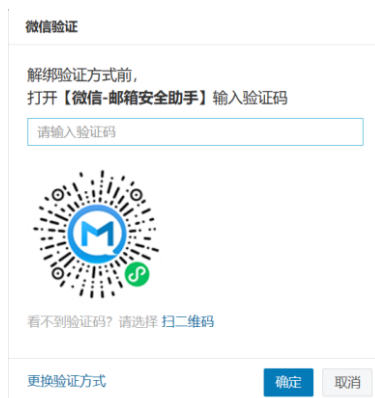 微信验证
解绑验证方式前，
打开【微信-邮箱安全助手】输入验证码
请输入验证码
看不到验证码？请选择 扫二维码
更换验证方式
确定
取消